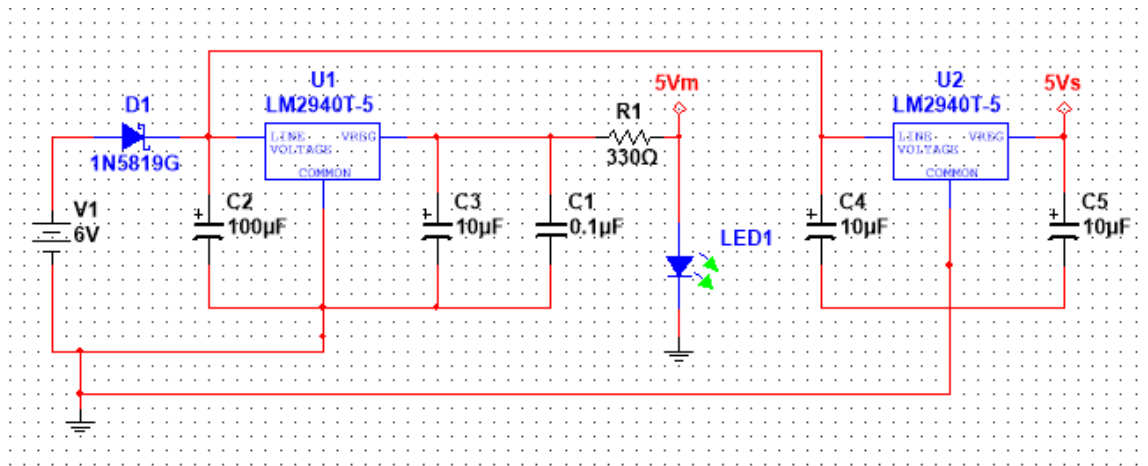 D1
1N5819G
V1
6V
C2
100µF
U1
LM2940T-5
LINE VREG
VOLTAGE
COMMON
C3
10µF
C1
0.1µF
R1
330Ω
5Vm
LED1
C4
10µF
U2
LM2940T-5
LINE VREG
VOLTAGE
COMMON
5Vs
C5
10µF